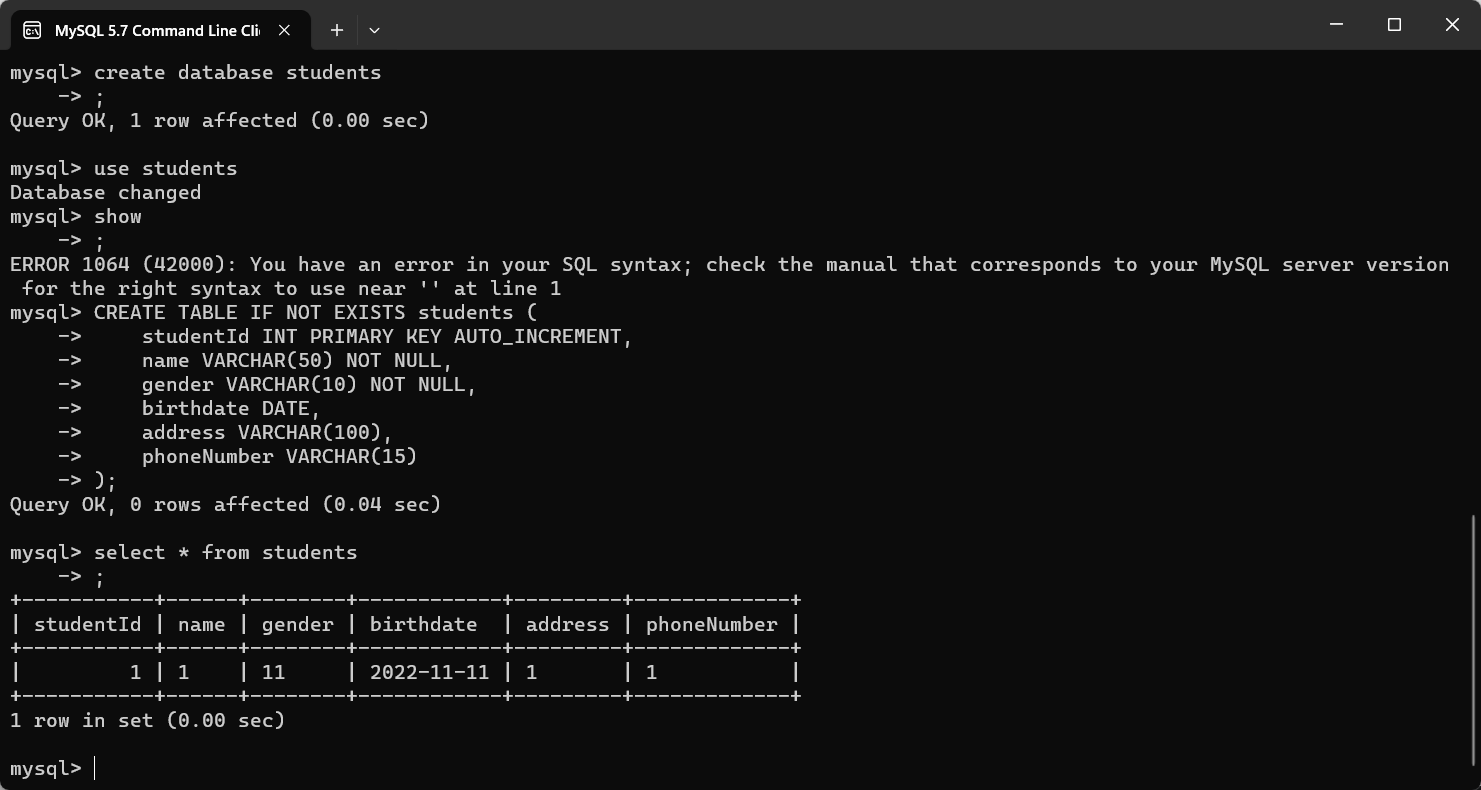 MySQL 5.7 Command Line Cli
mysql> create database students
    -> ;
Query OK, 1 row affected (0.00 sec)
mysql> use students
Database changed
mysql> show
    -> ;
ERROR 1064 (42000): You have an error in your SQL syntax; check the manual that corresponds to your MySQL server version
 for the right syntax to use near '' at line 1
mysql> CREATE TABLE IF NOT EXISTS students (
    ->     studentId INT PRIMARY KEY AUTO_INCREMENT,
    ->     name VARCHAR(50) NOT NULL,
    ->     gender VARCHAR(10) NOT NULL,
    ->     birthdate DATE,
    ->     address VARCHAR(100),
    ->     phoneNumber VARCHAR(15)
    -> );
Query OK, 0 rows affected (0.04 sec)
mysql> select * from students
    -> ;
+-----------+------+--------+------------+---------+-------------+
| studentId | name | gender | birthdate  | address | phoneNumber |
+-----------+------+--------+------------+---------+-------------+
|         1 | 1    | 11     | 2022-11-11 | 1       | 1           |
+-----------+------+--------+------------+---------+-------------+
1 row in set (0.00 sec)
mysql>